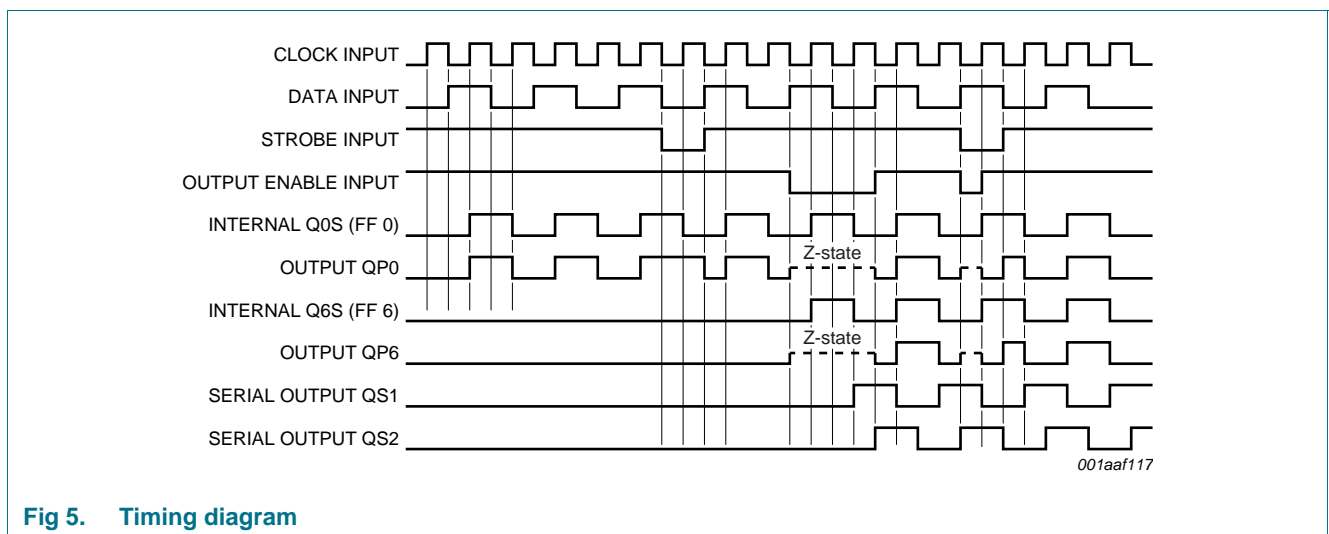 CLOCK INPUT
DATA INPUT
STROBE INPUT
OUTPUT ENABLE INPUT
INTERNAL Q0S (FF 0)
Z-state
OUTPUT QP0
INTERNAL Q6S (FF 6)
Z-state
OUTPUT QP6
SERIAL OUTPUT QS1
SERIAL OUTPUT QS2
001aaf117
Fig 5. Timing diagram